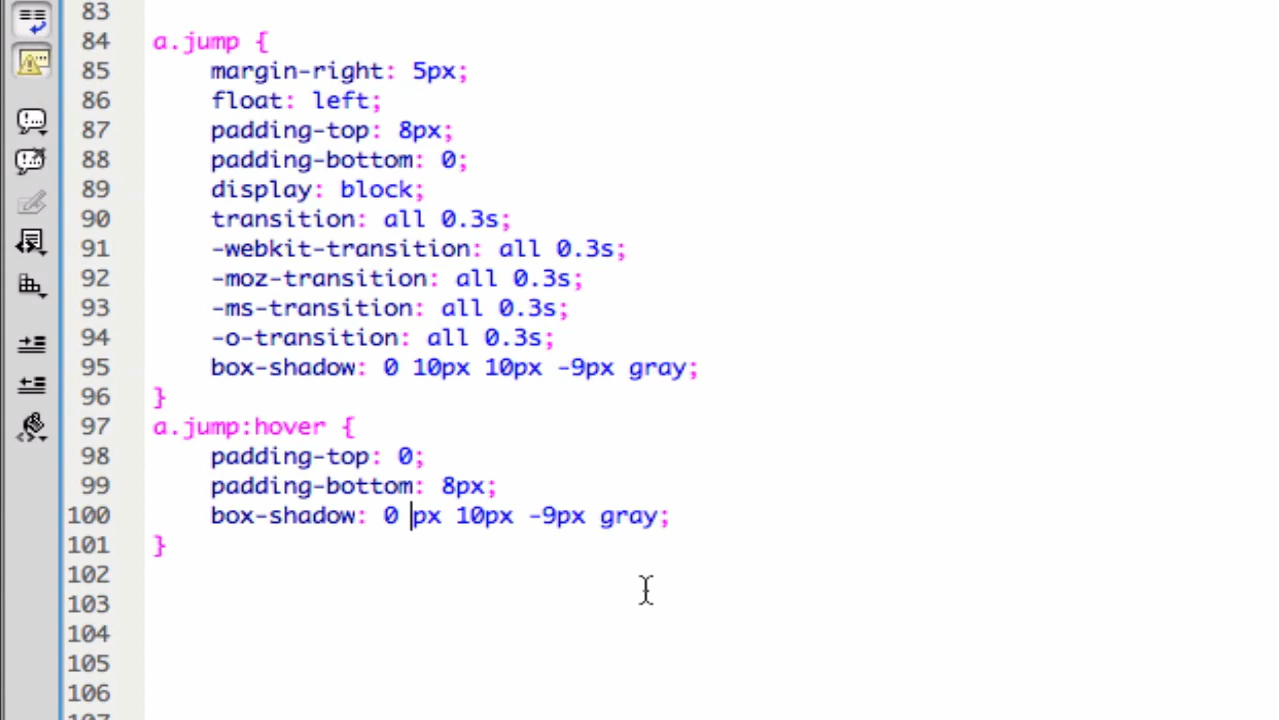 83
84 a.jump {
85 margin-right: 5px;
86 float: left;
87 padding-top: 8px;
88 padding-bottom: 0;
89 display: block;
90 transition: all 0.3s;
91 -webkit-transition: all 0.3s;
92 -moz-transition: all 0.3s;
93 -ms-transition: all 0.3s;
94 -o-transition: all 0.3s;
95 box-shadow: 0 10px 10px -9px gray;
96 }
97 a.jump:hover {
98 padding-top: 0;
99 padding-bottom: 8px;
100 box-shadow: 0 px 10px -9px gray;
101 }
102
103
104
105
106
107